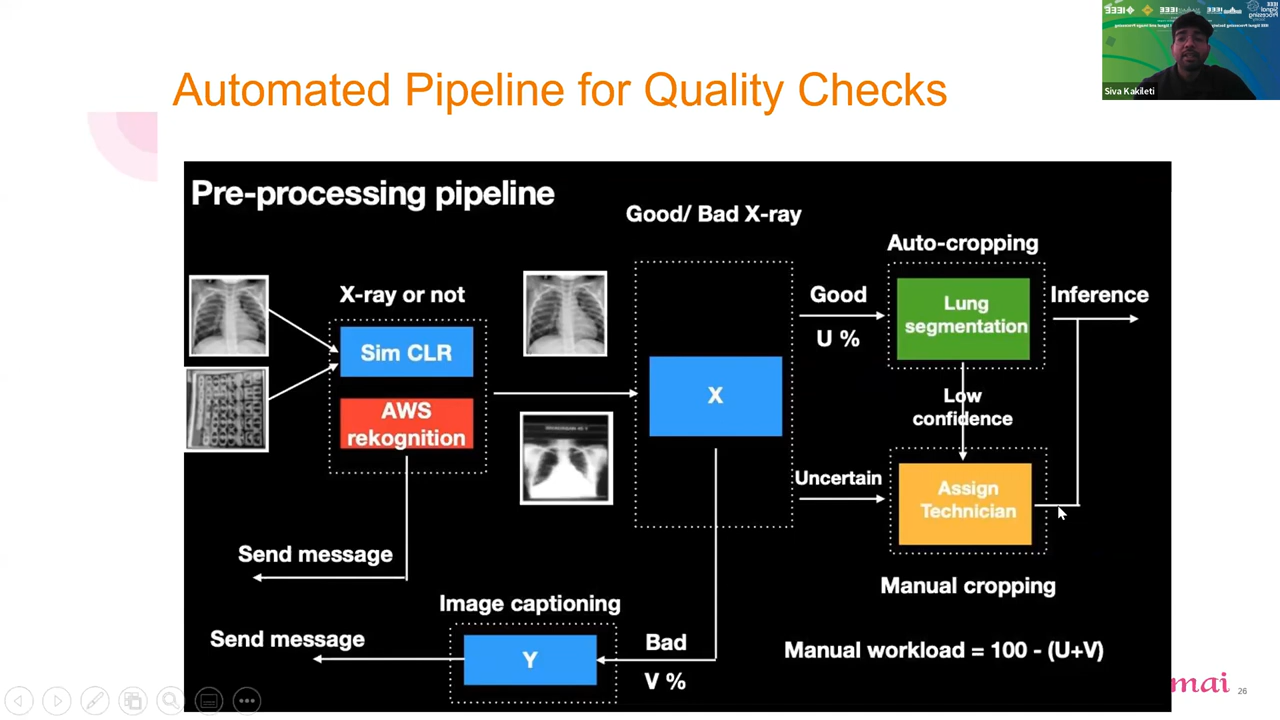 Automated Pipeline for Quality Checks
Siva Kakileti
Pre-processing pipeline
Good/ Bad X-ray
Auto-cropping
X-ray or not
Good
U %
Lung
segmentation
Inference
Sim CLR
AWS
rekognition
X
Low
confidence
Uncertain
Assign
Technician
Send message
Manual cropping
Image captioning
Send message
Y
Bad
V %
Manual workload = 100 - (U+V)
mai
26